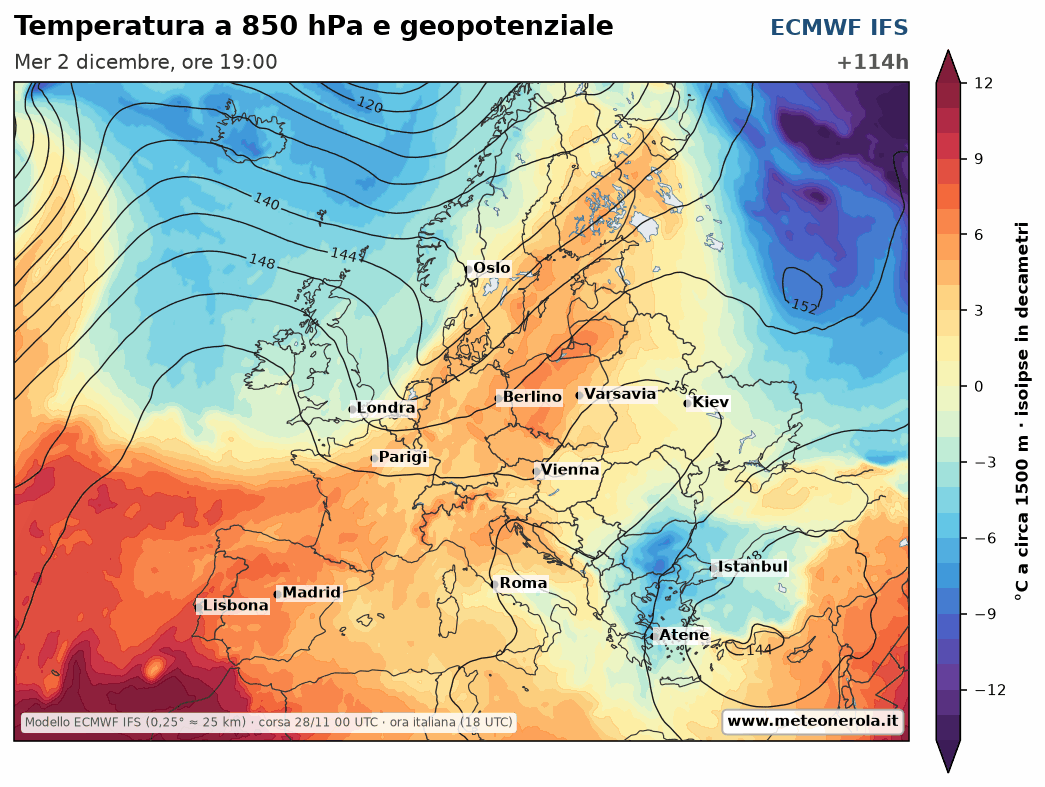 Temperatura a 850 hPa e geopotenziale
ECMWF IFS
Mer 2 dicembre, ore 19:00
+114h
120
140
144
148
152
Oslo
Berlino
Varsavia
Kiev
Londra
Parigi
Vienna
Istanbul
Roma
Madrid
Lisbona
Atene
144
Modello ECMWF IFS (0,25° ≈ 25 km) · corsa 28/11 00 UTC · ora italiana (18 UTC)
www.meteonerola.it
12
9
6
3
0
−3
−6
−9
−12
°C a circa 1500 m · isoipse in decametri